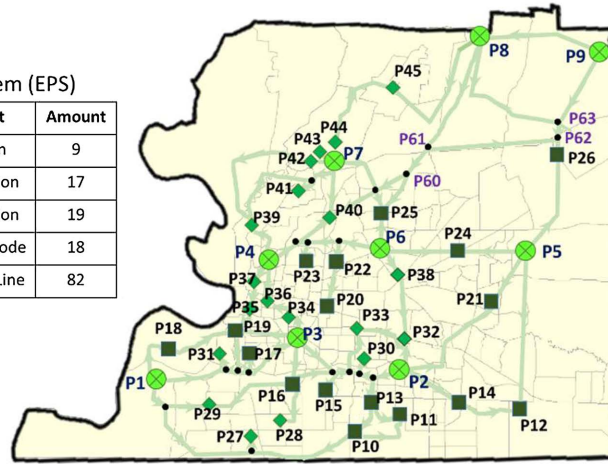 em (EPS)
t Amount
n 9
on 17
on 19
ode 18
Line 82
P8
P9
P45
P63
P62
P61
P44
P43
P42
P7
P26
P60
P41
P40
P25
P39
P4
P6
P24
P5
P23
P22
P37
P38
P36
P35
P34
P20
P21
P33
P19
P3
P32
P18
P31
P17
P30
P1
P2
P16
P15
P13
P14
P29
P11
P12
P27
P28
P10